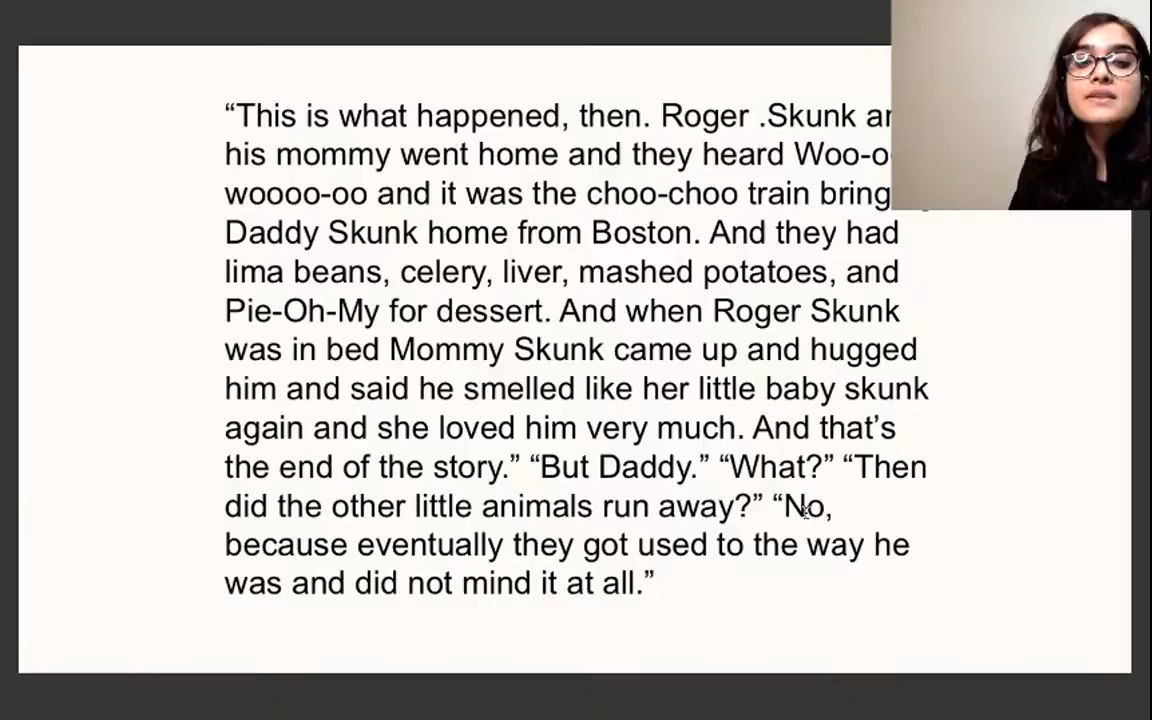 “This is what happened, then. Roger .Skunk
his mommy went home and they heard
woooo-oo and it was the choo-choo train
Daddy Skunk home from Boston. And they had
lima beans, celery, liver, mashed potatoes, and
Pie-Oh-My for dessert. And when Roger Skunk
was in bed Mommy Skunk came up and hugged
him and said he smelled like her little baby skunk
again and she loved him very much. And that’s
the end of the story.” “But Daddy.” “What?” “Then
did the other little animals run away?” “No,
because eventually they got used to the way he
was and did not mind it at all.”